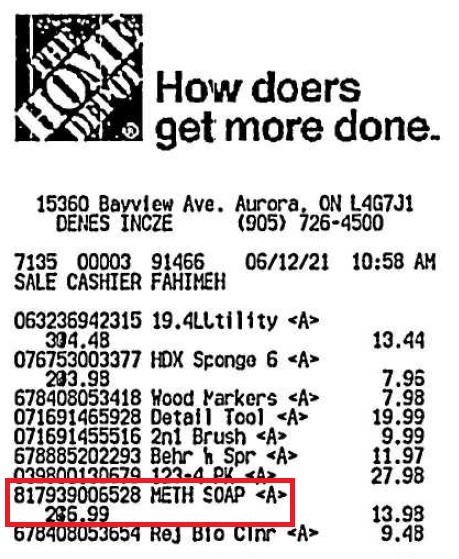 THE
HOME
DEPOT
®
How doers
get more done.
15360 Bayview Ave. Aurora, ON L4G7J1
DENES INCZE (905) 726-4500
7135 00003 91466 06/12/21 10:58 AM
SALE CASHIER FAHIMEH
063236942315 19.4LLtility <A>
3@4.48 13.44
076753003377 HDX Sponge 6 <A>
2@3.98 7.96
678408053418 Wood Markers <A> 7.98
071691465928 Detail Tool <A> 19.99
071691455516 2n1 Brush <A> 9.99
678885202293 Behr h Spr <A> 11.97
039800130679 123-4 PK <A> 27.98
817939006528 METH SOAP <A>
2@6.99 13.98
678408053654 Rej Bio Clnr <A> 9.48